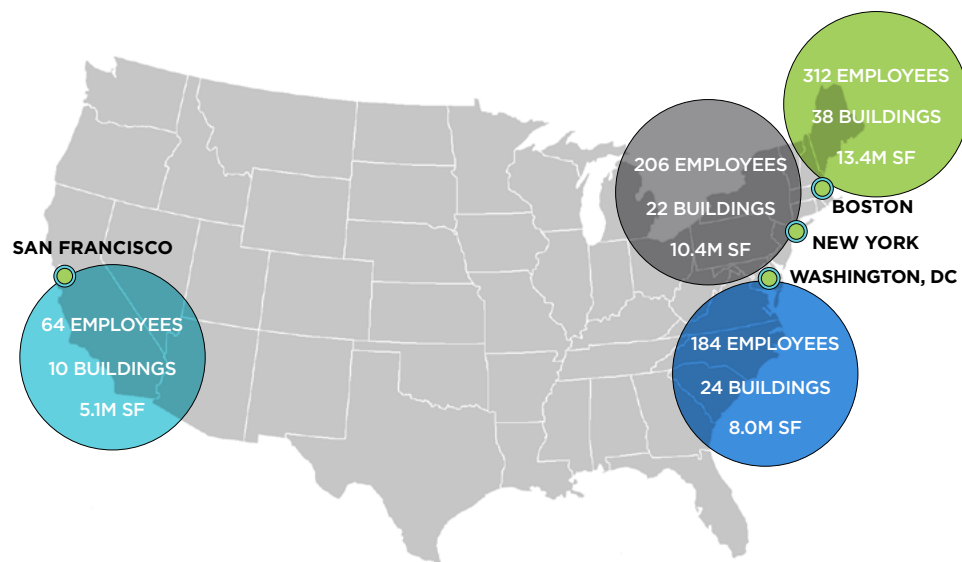 312 EMPLOYEES
38 BUILDINGS
13.4M SF
BOSTON
206 EMPLOYEES
22 BUILDINGS
10.4M SF
NEW YORK
WASHINGTON, DC
184 EMPLOYEES
24 BUILDINGS
8.0M SF
SAN FRANCISCO
64 EMPLOYEES
10 BUILDINGS
5.1M SF